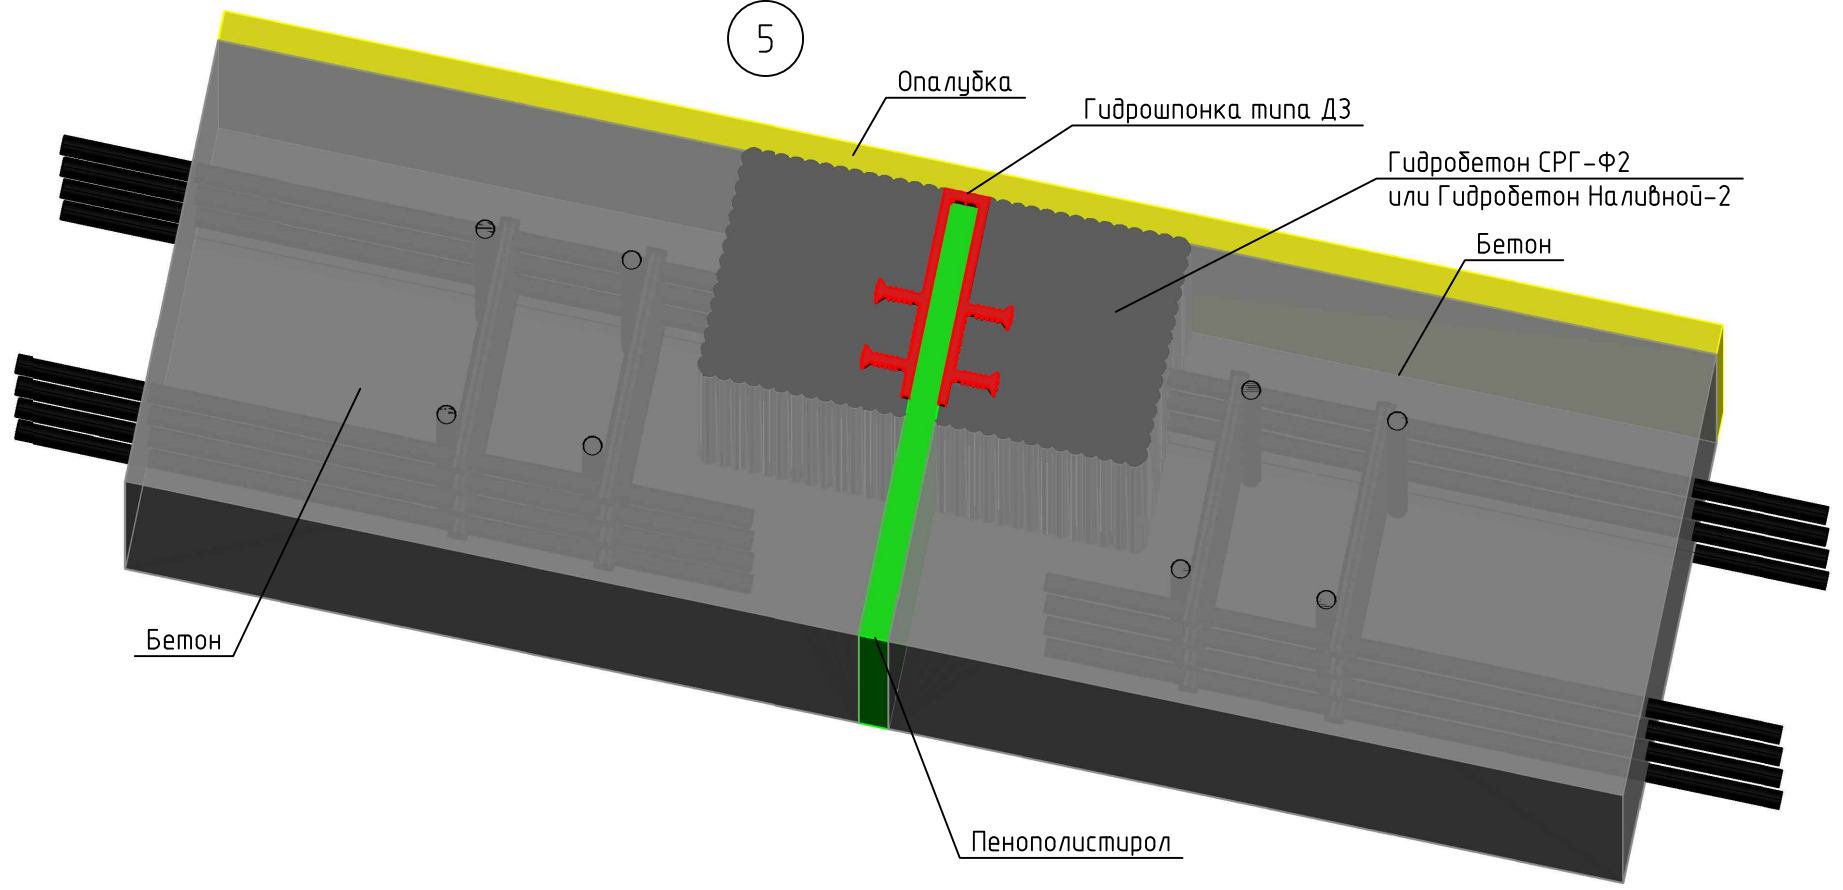 5
Опалубка
Гидрошпонка типа Д3
Гидробетон СРГ-Ф2
или Гидробетон Наливной-2
Бетон
Бетон
Пенополистирол